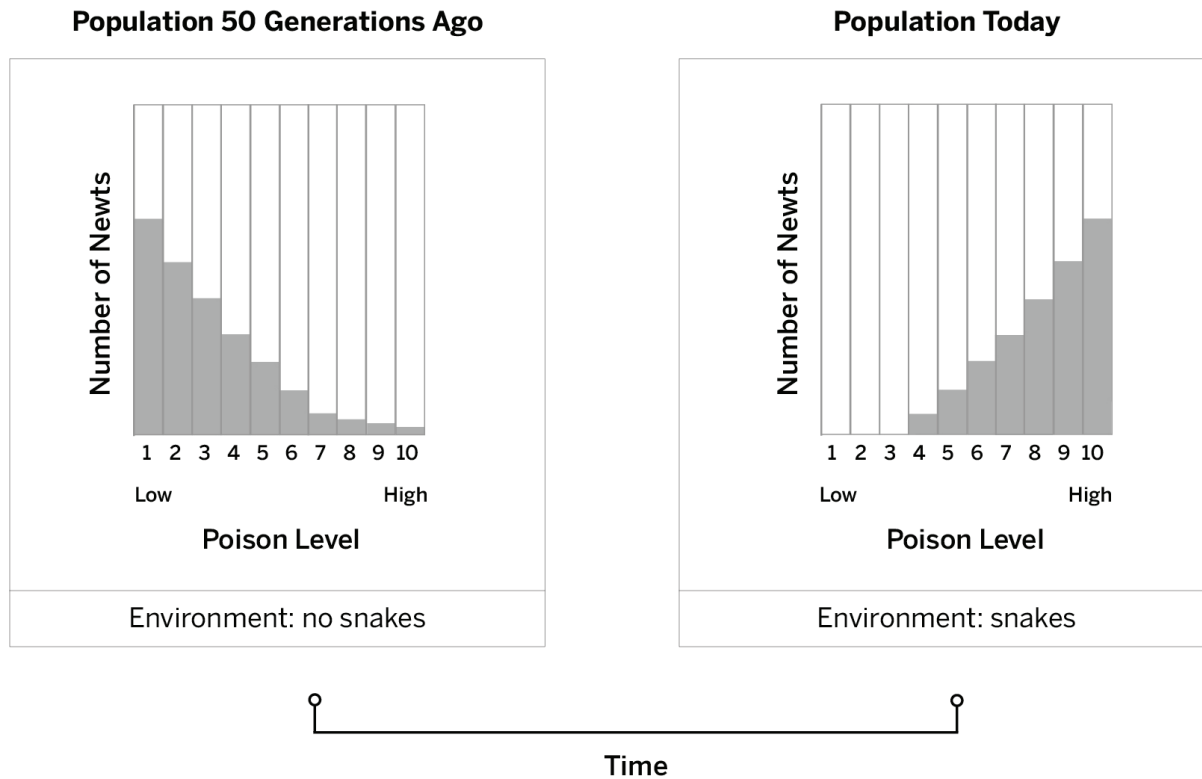 Population 50 Generations Ago
Number of Newts
1 2 3 4 5 6 7 8 9 10
Low High
Poison Level
Environment: no snakes
Population Today
Number of Newts
1 2 3 4 5 6 7 8 9 10
Low High
Poison Level
Environment: snakes
Time